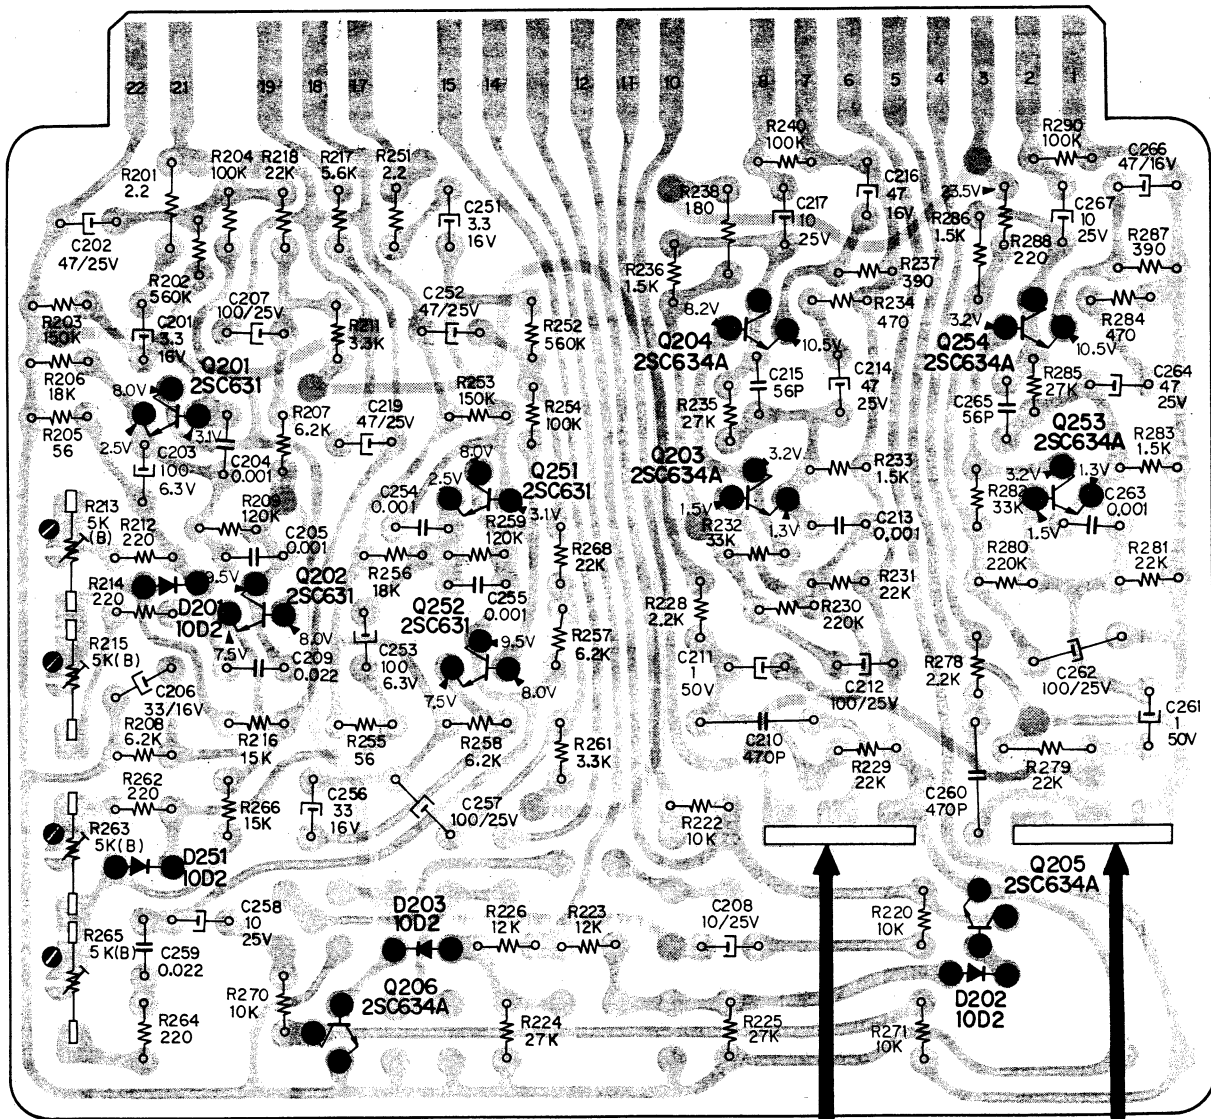 22 21 19 18 17 15 14 12 11 10 8 7 6 5 4 3 2 1
R201
2.2
R204
100K
R218
22K
R217
5.6K
R251
2.2
R240
100K
R290
100K
C266
47/16V
C202
47/25V
C251
3.3
16V
R238
180
C217
10
25V
C216
47
16V
23.5V
R286
1.5K
R288
220
C267
10
25V
R287
390
R202
560K
C207
100/25V
C252
47/25V
R236
1.5K
R237
390
R203
150K
C201
3.3
16V
R211
3.3K
R252
560K
8.2V
R234
470
3.2V
R284
470
Q204
2SC634A
10.5V
Q254
2SC634A
10.5V
R206
18K
Q201
2SC631
8.0V
R253
150K
R254
100K
C215
56P
C214
47
25V
R285
27K
C264
47
25V
R205
56
2.5V
3.1V
R207
6.2K
C219
47/25V
R235
27K
C265
56P
Q253
2SC634A
C203
100
6.3V
C204
0.001
8.0V
2.5V
Q251
2SC631
3.1V
Q203
2SC634A
3.2V
R233
1.5K
3.2V
1.3V
R283
1.5K
R213
5K
(B)
R212
220
R209
120K
C254
0.001
R259
120K
1.5V
R232
33K
1.3V
C213
0.001
R282
33K
1.5V
C263
0.001
C205
0.001
R256
18K
R268
22K
R280
220K
R281
22K
R214
220
9.5V
D201
10D2
Q202
2SC631
C255
0.001
R228
2.2K
R231
22K
R230
220K
Q252
2SC631
R215
5K(B)
7.5V
8.0V
C209
0.022
C253
100
6.3V
9.5V
7.5V
8.0V
R257
6.2K
C211
1
50V
C212
100/25V
R278
2.2K
C262
100/25V
C206
33/16V
R208
6.2K
R216
15K
R255
56
R258
6.2K
R261
3.3K
C210
470P
R229
22K
C261
1
50V
R279
22K
R262
220
R266
15K
C256
33
16V
C257
100/25V
R222
10K
C260
470P
R263
5K(B)
D251
10D2
Q205
2SC634A
R265
5K(B)
C258
10
25V
C259
0.022
D203
10D2
R226
12K
R223
12K
C208
10/25V
R220
10K
R264
220
R270
10K
Q206
2SC634A
R224
27K
R225
27K
R271
10K
D202
10D2